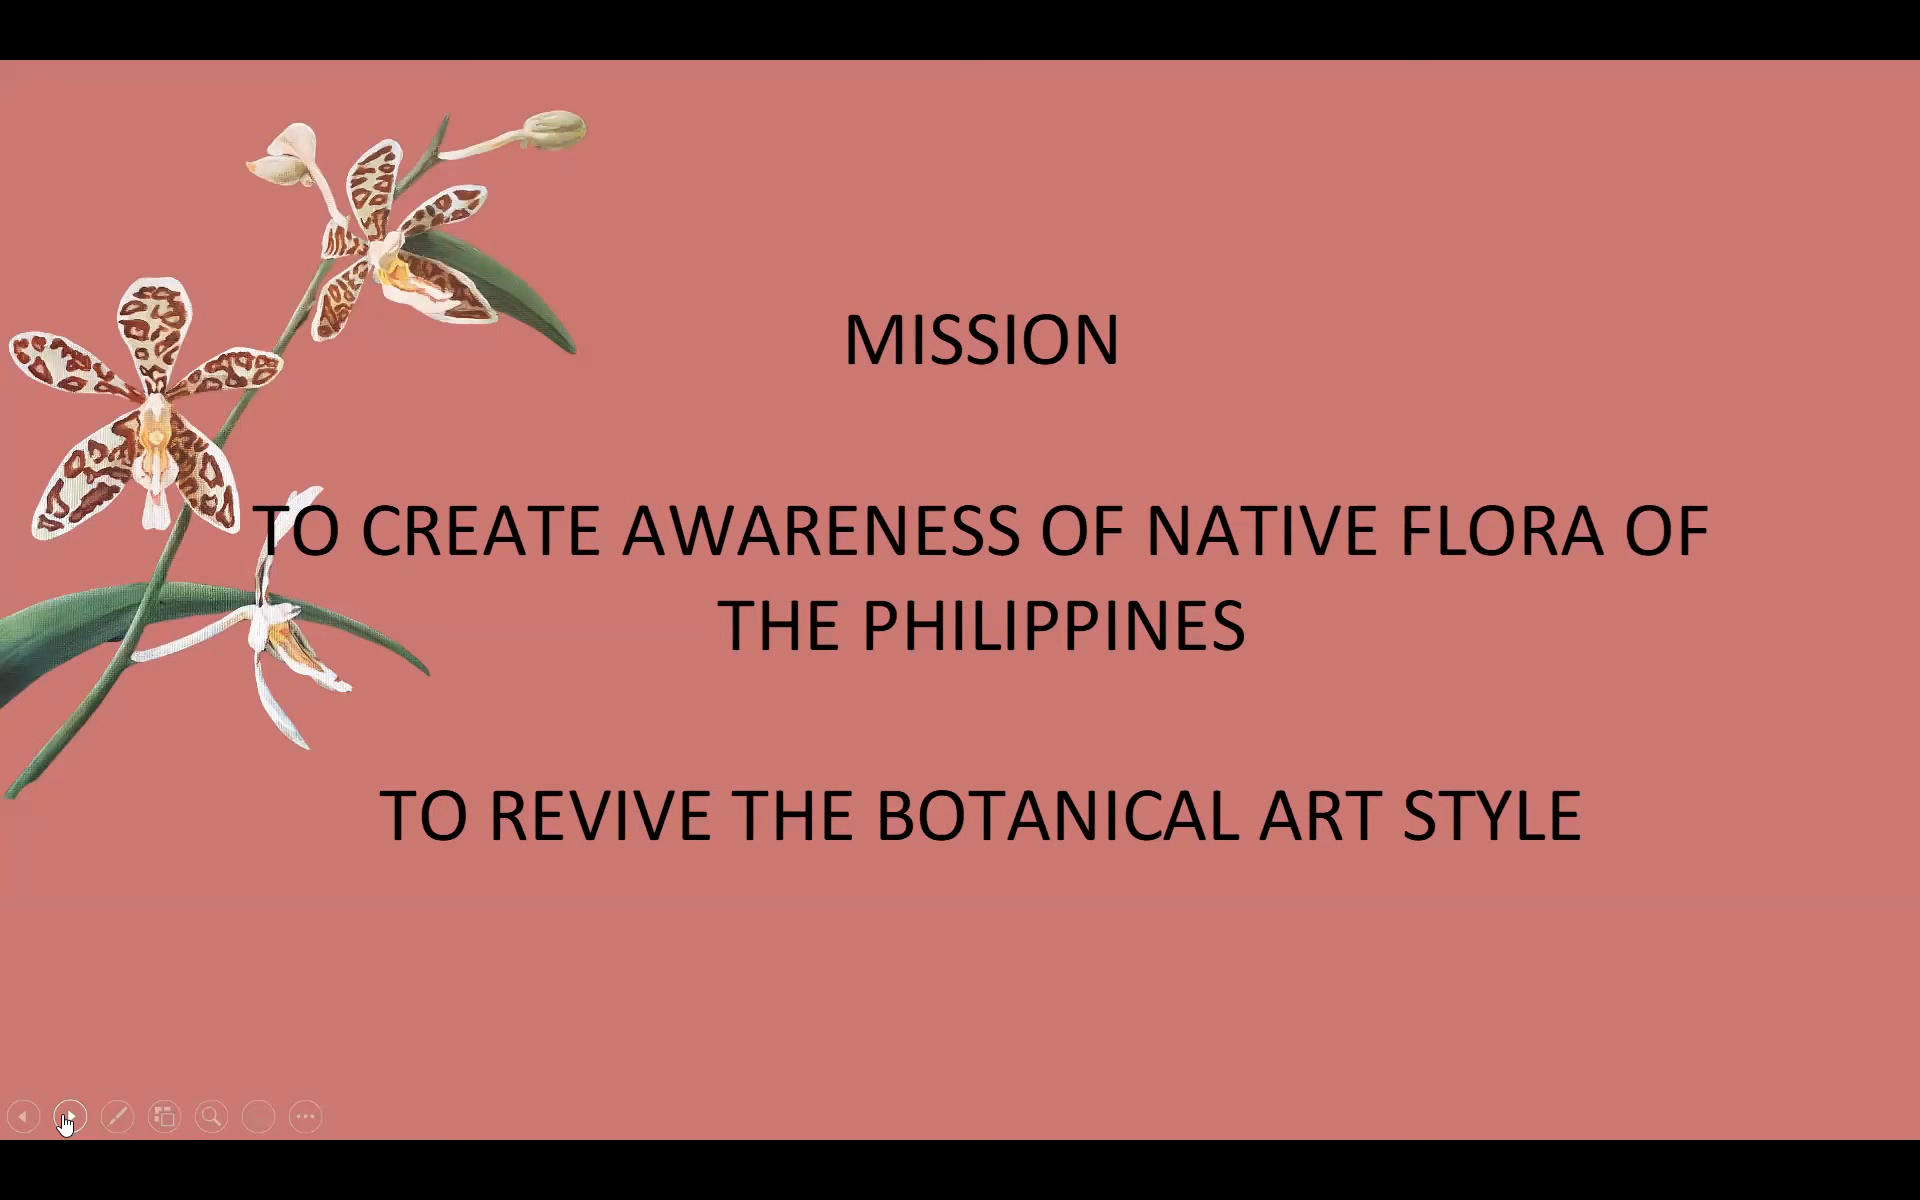 MISSION
TO CREATE AWARENESS OF NATIVE FLORA OF
THE PHILIPPINES
TO REVIVE THE BOTANICAL ART STYLE